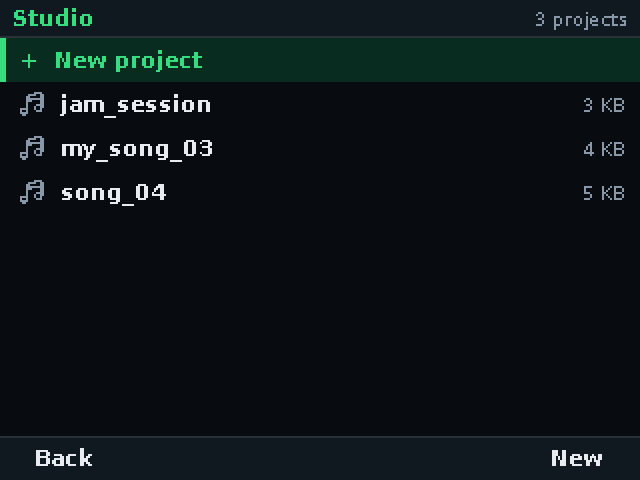 Studio 3 projects
+ New project
jam_session 3 KB
my_song_03 4 KB
song_04 5 KB
Back New